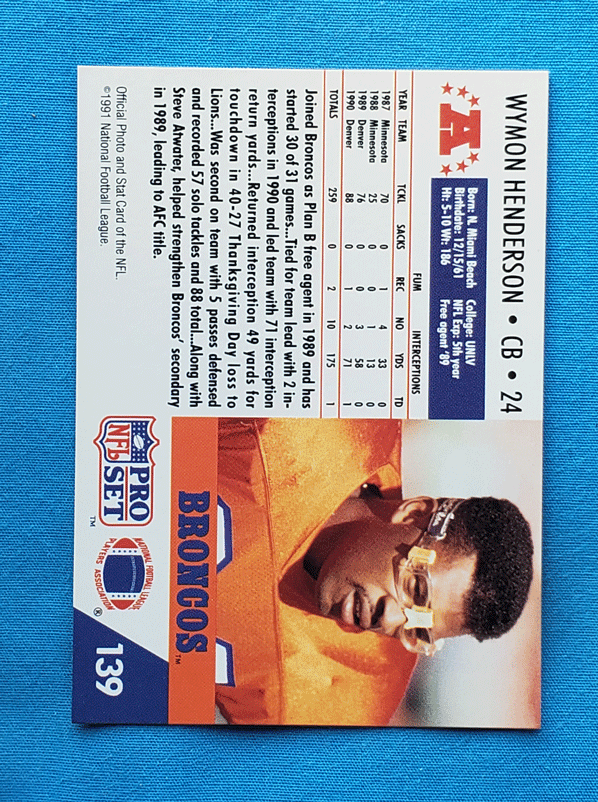 WYMON HENDERSON • CB • 24
A
Born: N. Miami Beach College: UNLV
Birthdate: 12/15/61 NFL Exp: 5th year
Ht: 5-10 Wt: 186 Free agent '89
FUM INTERCEPTIONS
YEAR TEAM TCKL SACKS REC NO YDS TD
1987 Minnesota 70 0 1 4 33 0
1988 Minnesota 25 0 0 1 13 0
1989 Denver 76 0 0 3 58 0
1990 Denver 88 0 1 2 71 1
TOTALS 259 0 2 10 175 1
Joined Broncos as Plan B free agent in 1989 and has
started 30 of 31 games...Tied for team lead with 2 in-
terceptions in 1990 and led team with 71 interception
return yards...Returned interception 49 yards for
touchdown in 40-27 Thanksgiving Day loss to
Lions...Was second on team with 5 passes defensed
and recorded 57 solo tackles and 88 total...Along with
Steve Atwater, helped strengthen Broncos' secondary
in 1989, leading to AFC title.
Official Photo and Stat Card of the NFL.
©1991 National Football League.
BRONCOS™
NFL
PRO
SET™
NATIONAL FOOTBALL LEAGUE
PLAYERS ASSOCIATION®
139